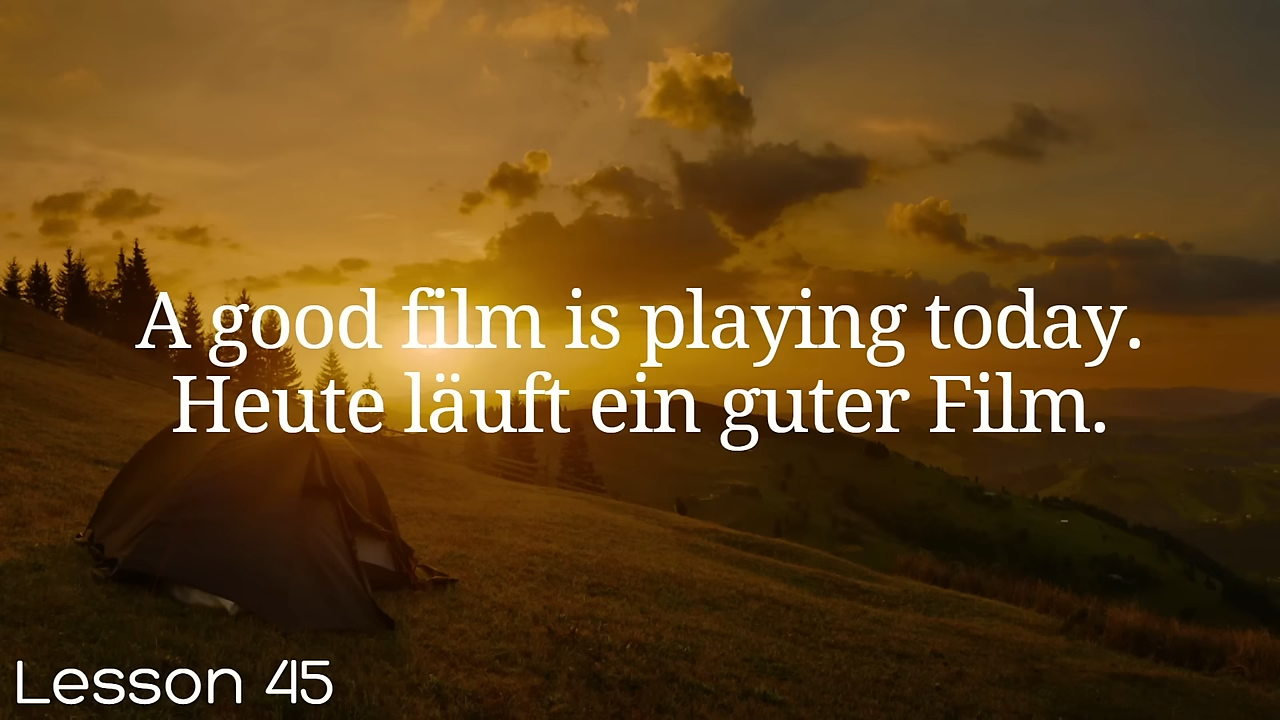 A good film is playing today.
Heute läuft ein guter Film.
Lesson 45